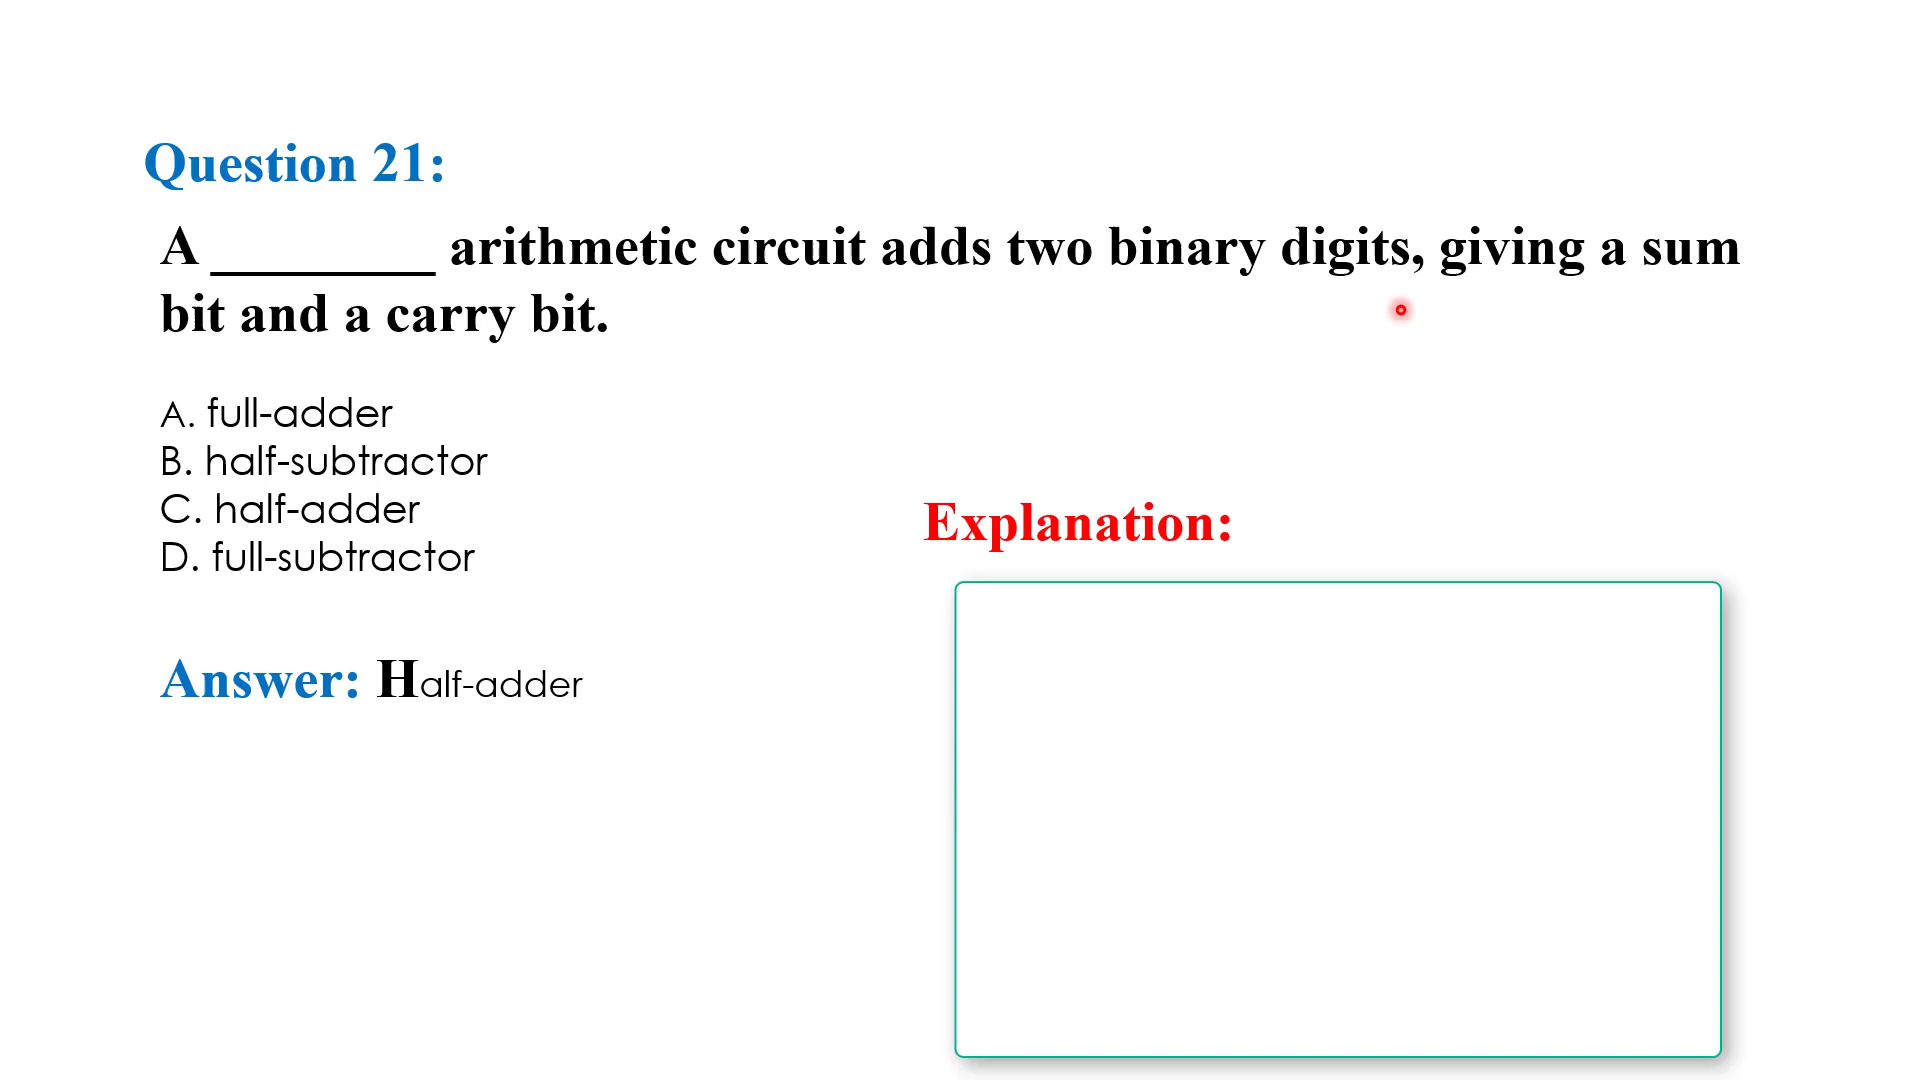 Question 21:
A ________ arithmetic circuit adds two binary digits, giving a sum
bit and a carry bit.
A. full-adder
B. half-subtractor
C. half-adder
D. full-subtractor
Explanation:
Answer: Half-adder